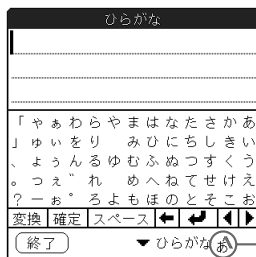 ひらがな
「 ゃ ぁ わ ら や ま は な た さ か あ
」 ゅ ぃ を り み ひ に ち し き い
、 ょ ぅ ん る ゆ む ふ ぬ つ す く う
。 っ ぇ ゛ れ め へ ね て せ け え
? ー ぉ ゜ ろ よ も ほ の と そ こ お
変換 確定 スペース
終了 ▼ ひらがな あ A